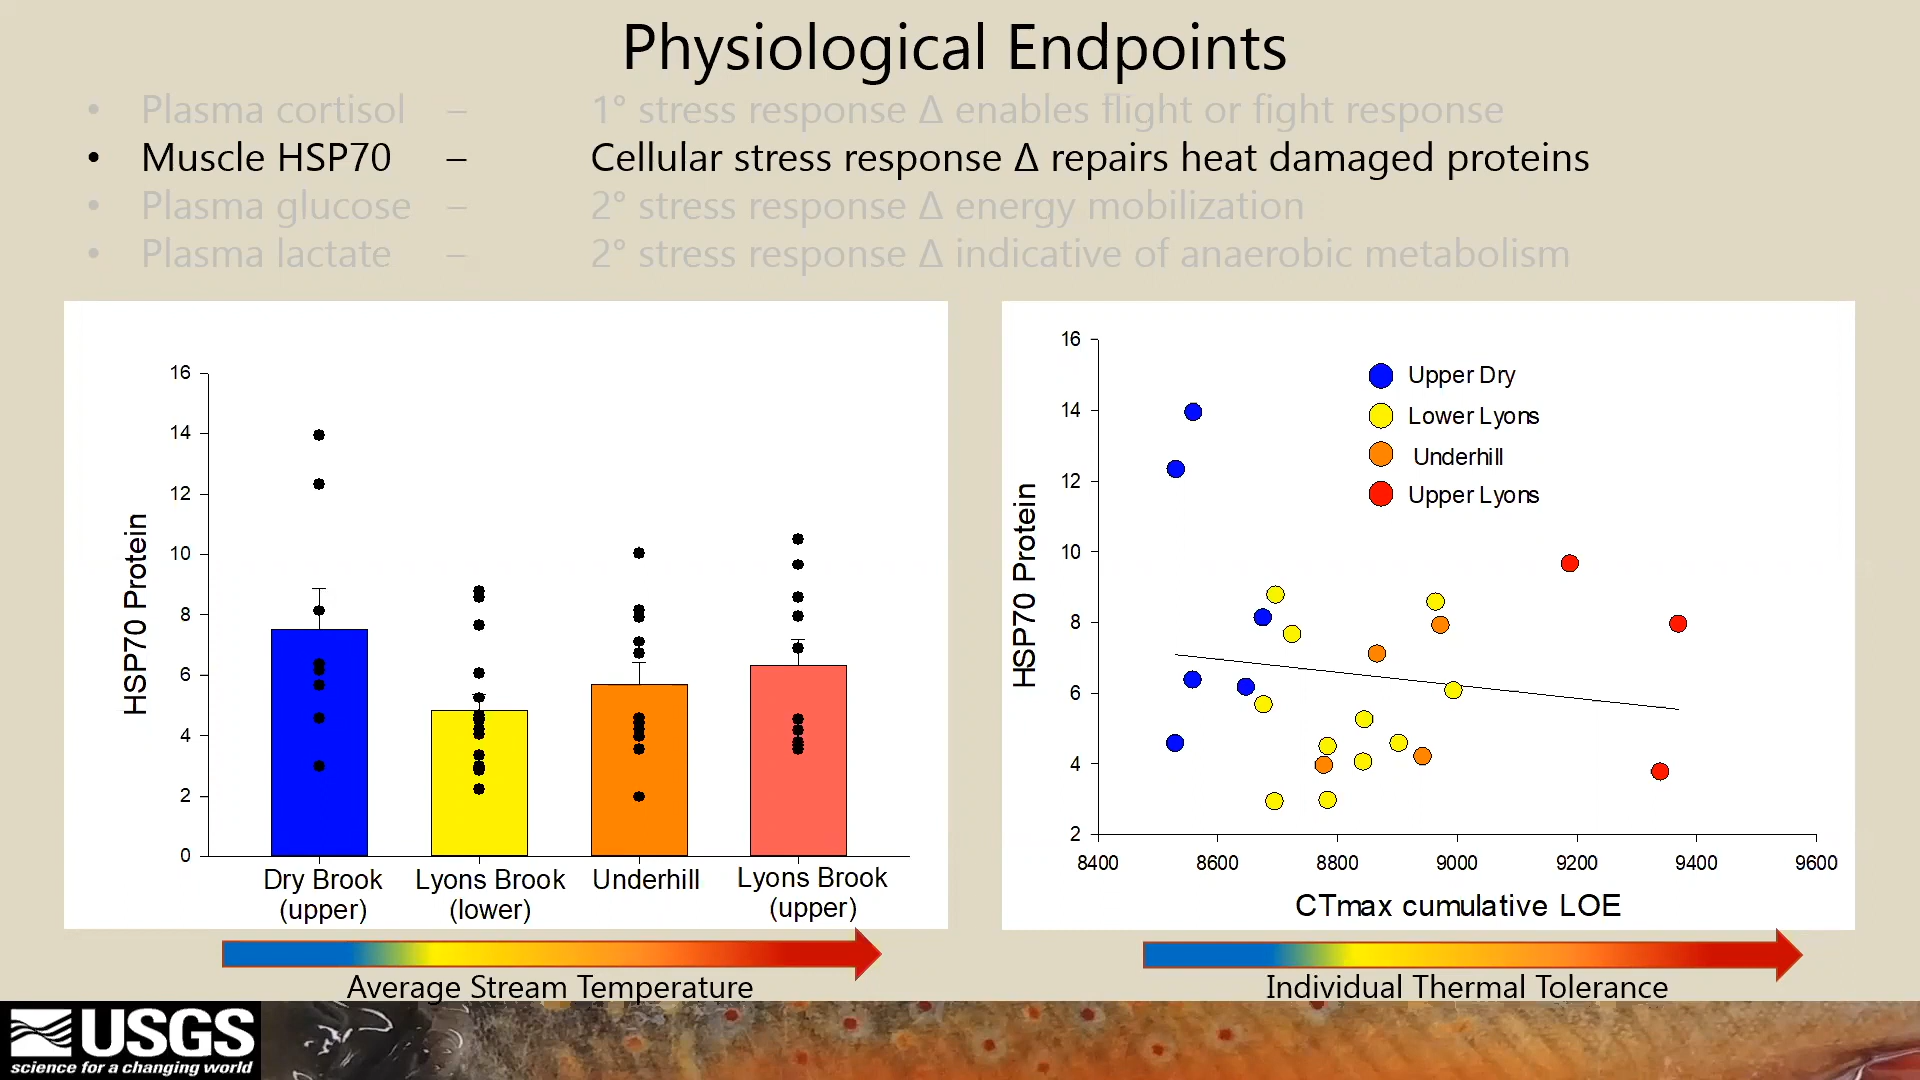 Physiological Endpoints
• Plasma cortisol – 1° stress response Δ enables flight or fight response
• Muscle HSP70 – Cellular stress response Δ repairs heat damaged proteins
• Plasma glucose – 2° stress response Δ energy mobilization
• Plasma lactate – 2° stress response Δ indicative of anaerobic metabolism
HSP70 Protein
16
14
12
10
8
6
4
2
0
Dry Brook (upper)
Lyons Brook (lower)
Underhill
Lyons Brook (upper)
Average Stream Temperature
HSP70 Protein
16
14
12
10
8
6
4
2
Upper Dry
Lower Lyons
Underhill
Upper Lyons
8400 8600 8800 9000 9200 9400 9600
CTmax cumulative LOE
Individual Thermal Tolerance
USGS
science for a changing world